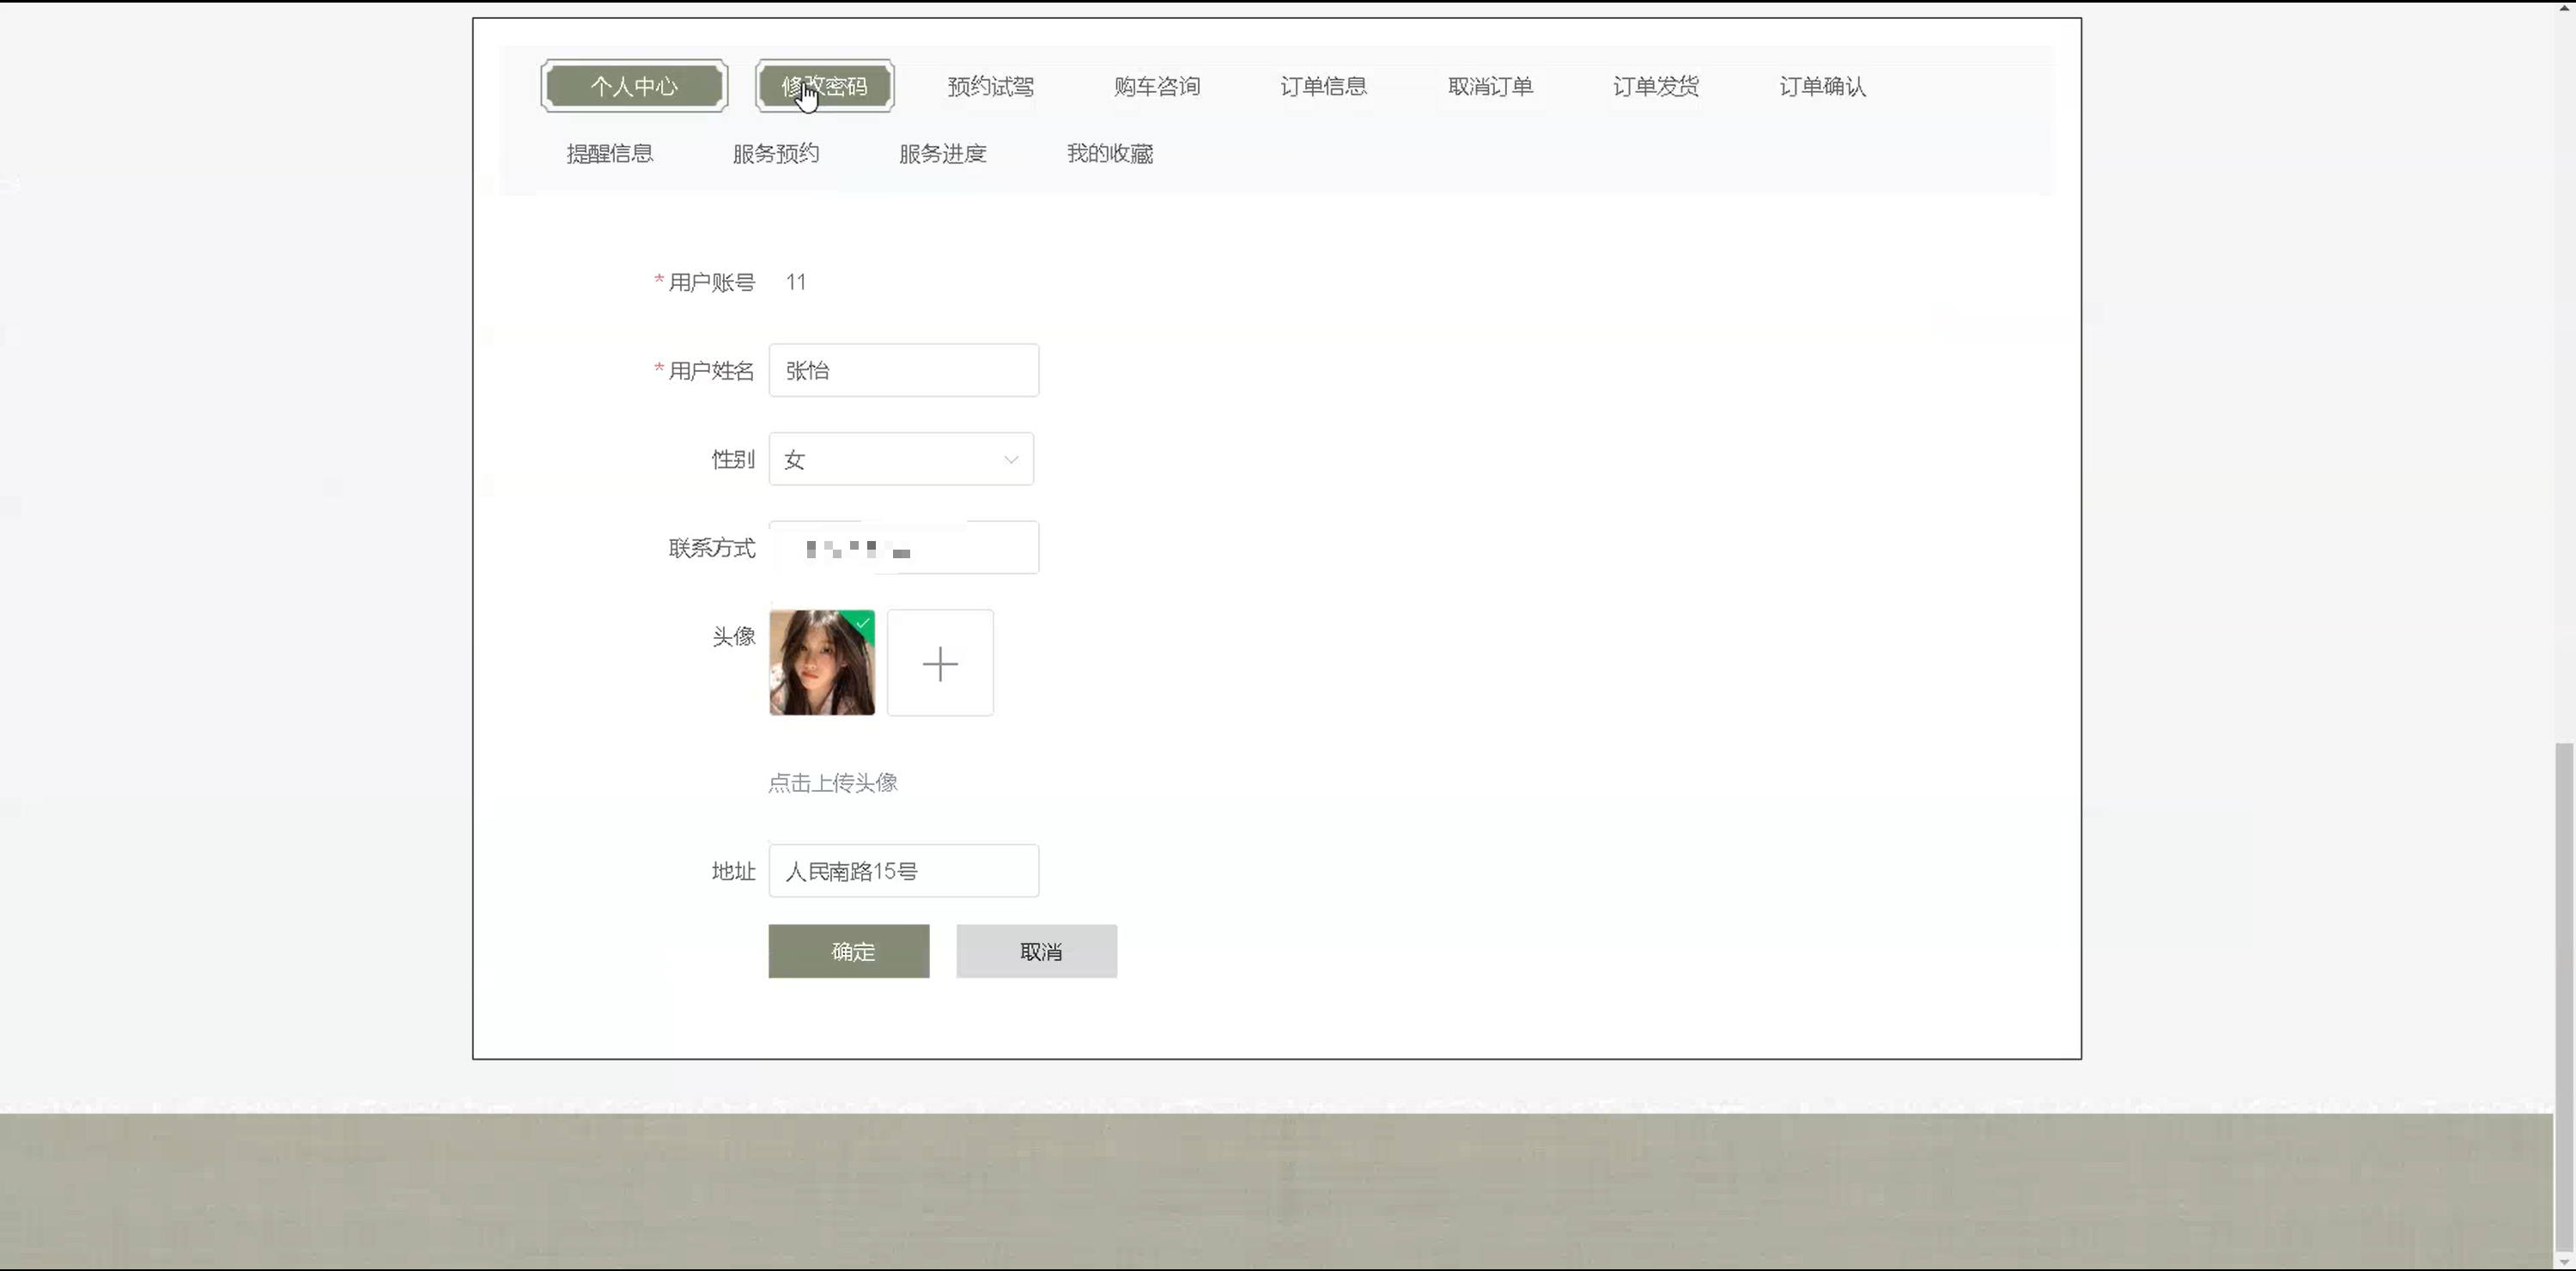 个人中心 修改密码 预约试驾 购车咨询 订单信息 取消订单 订单发货 订单确认
提醒信息 服务预约 服务进度 我的收藏
* 用户账号 11
* 用户姓名 张怡
性别 女
联系方式
头像
点击上传头像
地址 人民南路15号
确定 取消